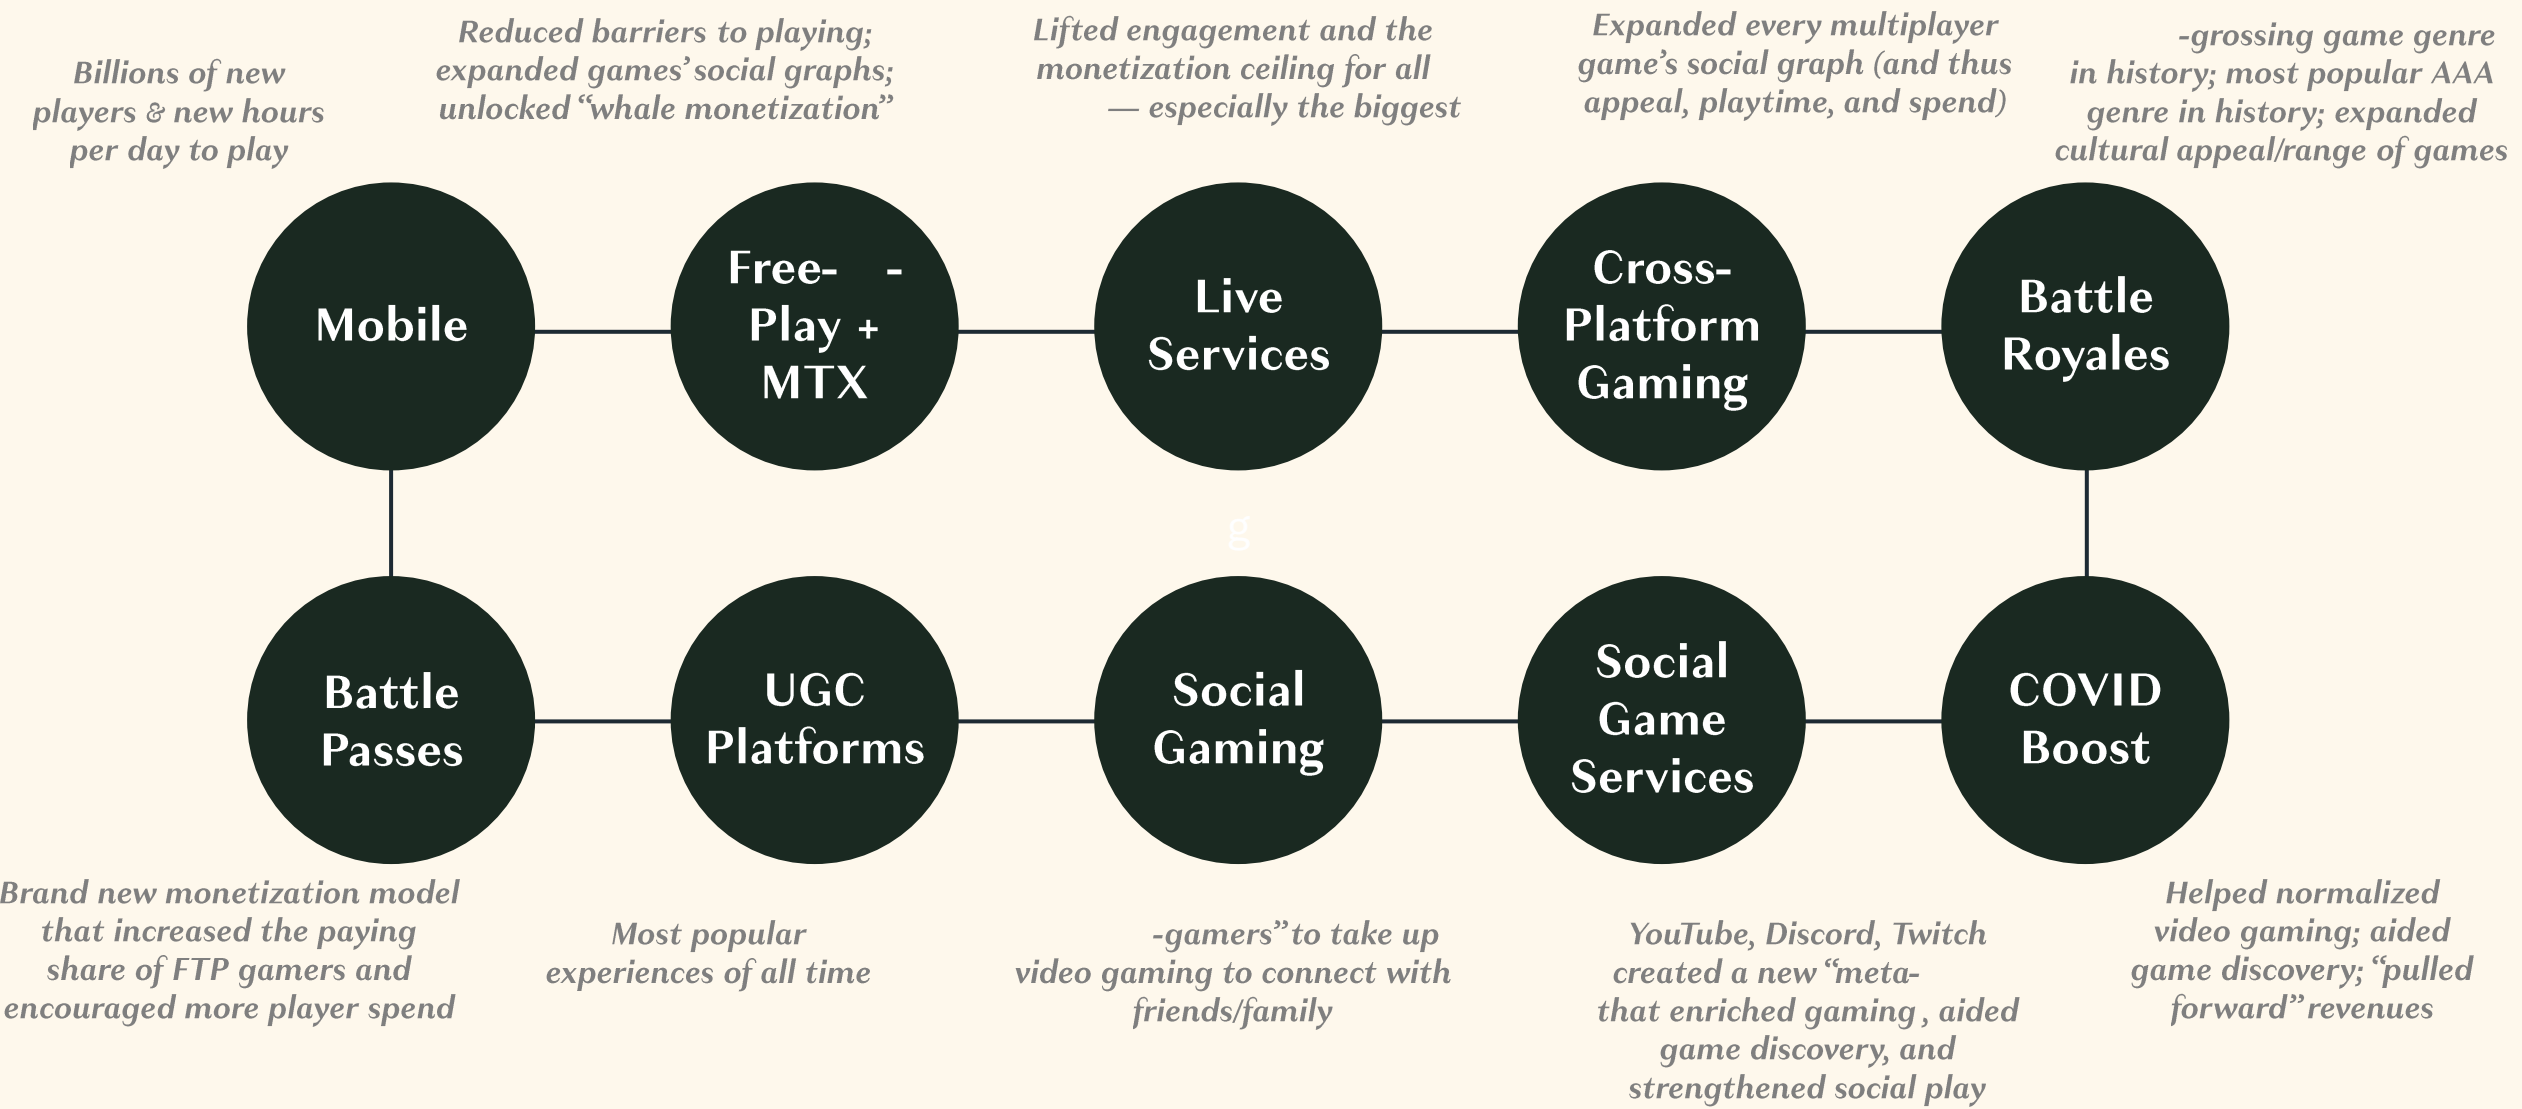 Billions of new
players & new hours
per day to play
Reduced barriers to playing;
expanded games’ social graphs;
unlocked “whale monetization”
Lifted engagement and the
monetization ceiling for all
— especially the biggest
Expanded every multiplayer
game’s social graph (and thus
appeal, playtime, and spend)
-grossing game genre
in history; most popular AAA
genre in history; expanded
cultural appeal/range of games
Mobile
Free- -
Play +
MTX
Live
Services
Cross-
Platform
Gaming
Battle
Royales
g
Battle
Passes
UGC
Platforms
Social
Gaming
Social
Game
Services
COVID
Boost
Brand new monetization model
that increased the paying
share of FTP gamers and
encouraged more player spend
Most popular
experiences of all time
-gamers” to take up
video gaming to connect with
friends/family
YouTube, Discord, Twitch
created a new “meta-
that enriched gaming , aided
game discovery, and
strengthened social play
Helped normalized
video gaming; aided
game discovery; “pulled
forward” revenues